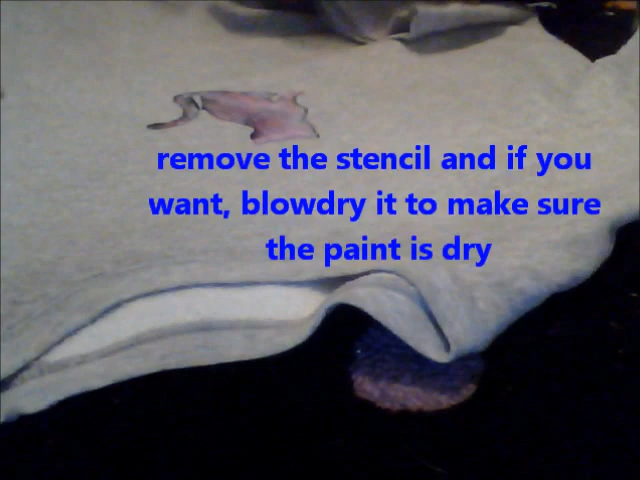 remove the stencil and if you
want, blowdry it to make sure
the paint is dry